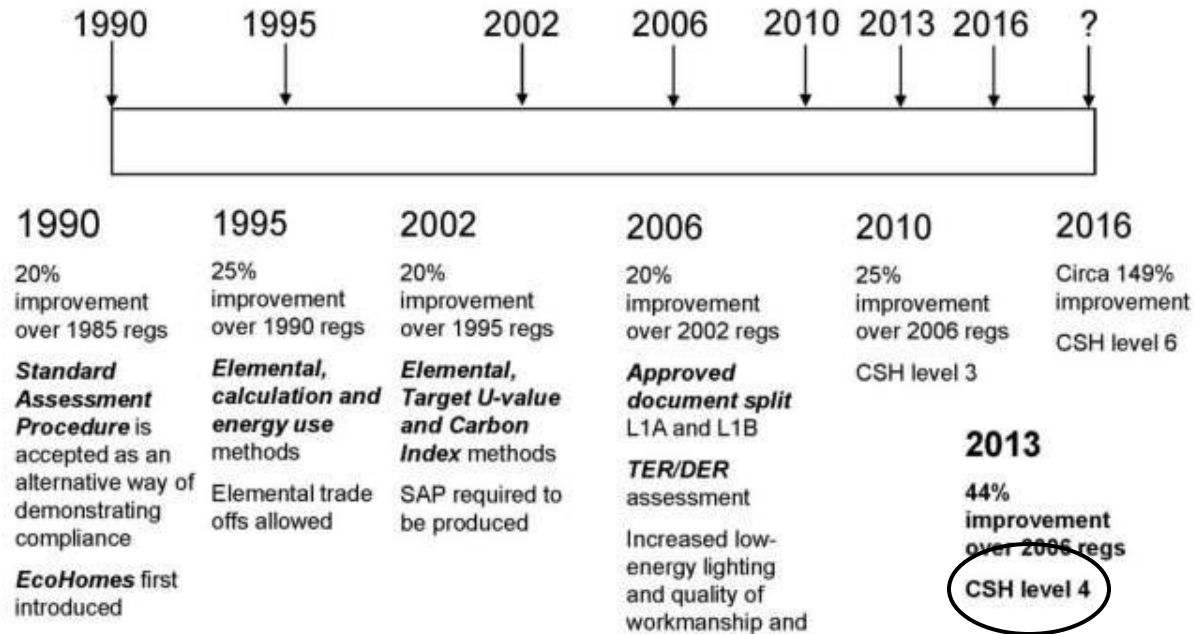 1990 1995 2002 2006 2010 2013 2016 ?
1990
20%
improvement
over 1985 regs
Standard
Assessment
Procedure is
accepted as an
alternative way of
demonstrating
compliance
EcoHomes first
introduced
1995
25%
improvement
over 1990 regs
Elemental,
calculation and
energy use
methods
Elemental trade
offs allowed
2002
20%
improvement
over 1995 regs
Elemental,
Target U-value
and Carbon
Index methods
SAP required to
be produced
2006
20%
improvement
over 2002 regs
Approved
document split
L1A and L1B
TER/DER
assessment
Increased low-
energy lighting
and quality of
workmanship and
2010
25%
improvement
over 2006 regs
CSH level 3
2013
44%
improvement
over 2006 regs
CSH level 4
2016
Circa 149%
improvement
CSH level 6